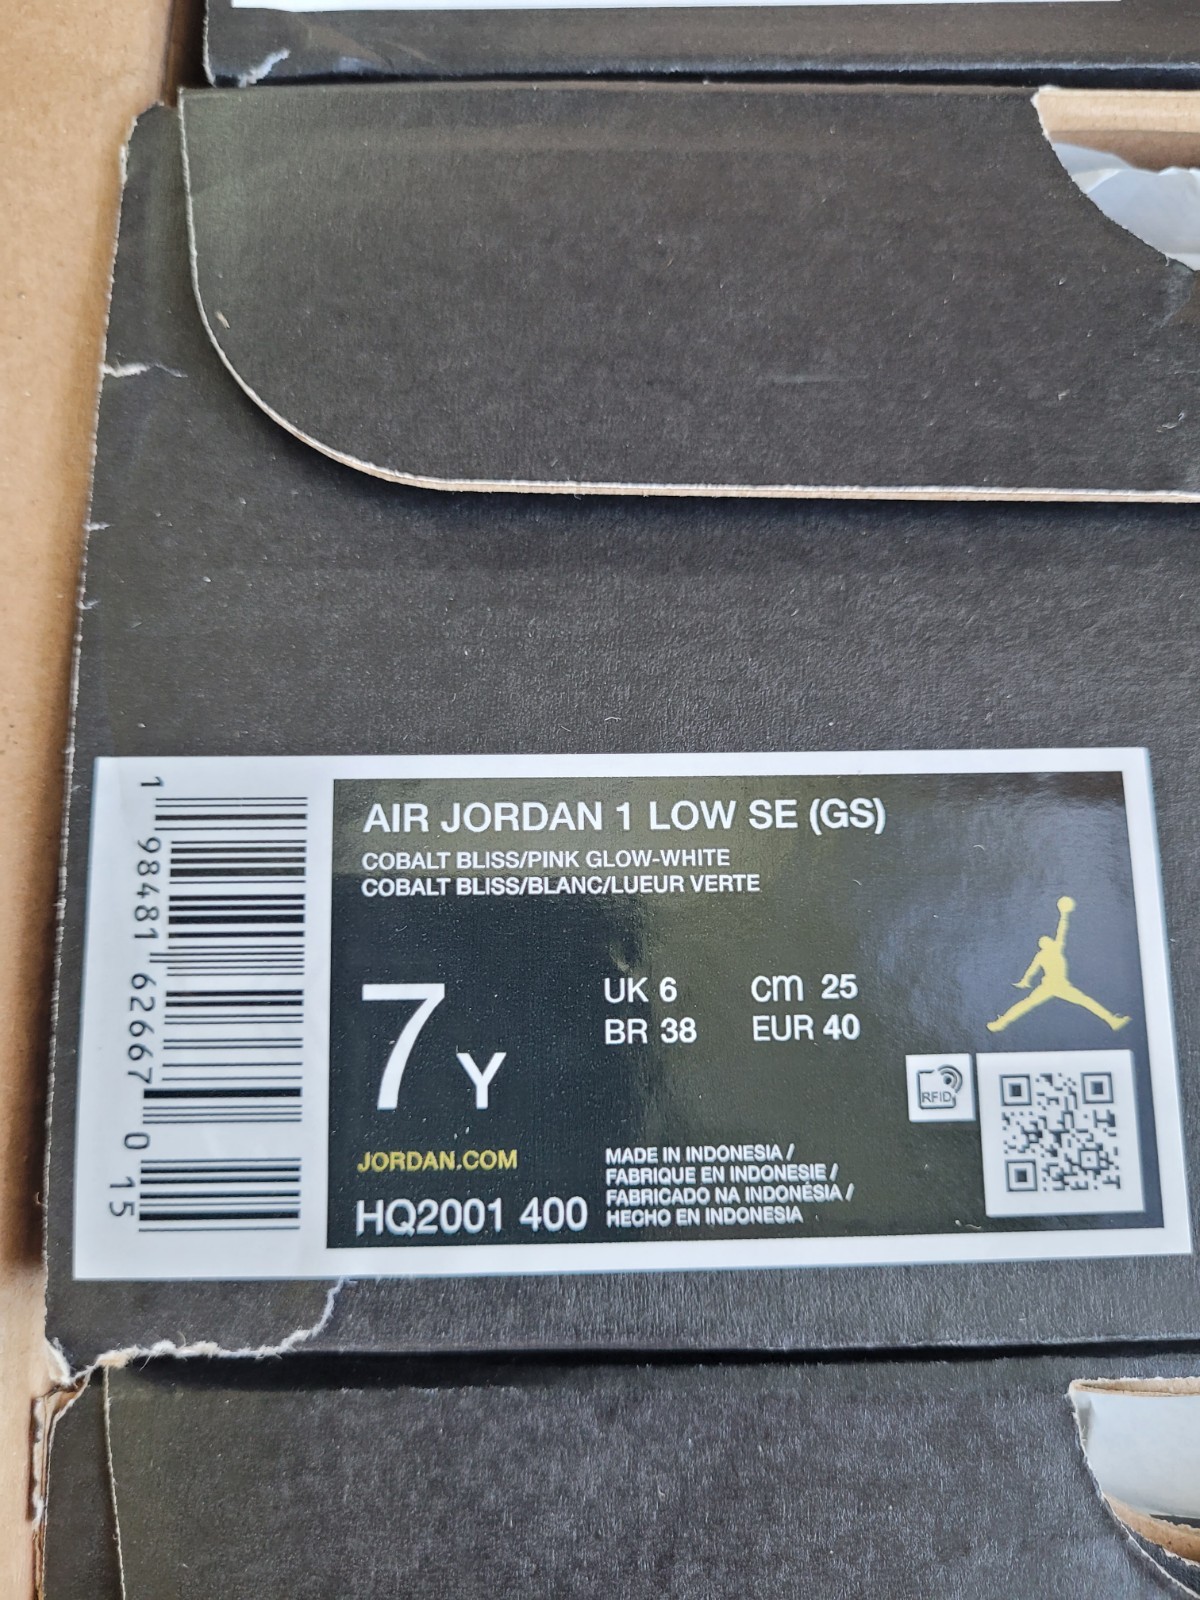 1 98481 62667 0 15
AIR JORDAN 1 LOW SE (GS)
COBALT BLISS/PINK GLOW-WHITE
COBALT BLISS/BLANC/LUEUR VERTE
7Y
UK 6 cm 25
BR 38 EUR 40
RFID
JORDAN.COM
HQ2001 400
MADE IN INDONESIA /
FABRIQUE EN INDONESIE /
FABRICADO NA INDONÉSIA /
HECHO EN INDONESIA